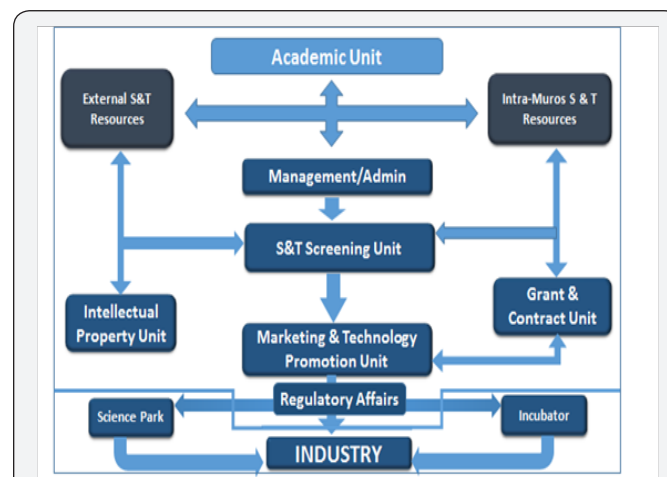 Academic Unit
External S&T
Resources
Intra-Muros S & T
Resources
Management/Admin
S&T Screening Unit
Intellectual
Property Unit
Grant &
Contract Unit
Marketing & Technology
Promotion Unit
Regulatory Affairs
Science Park
Incubator
INDUSTRY